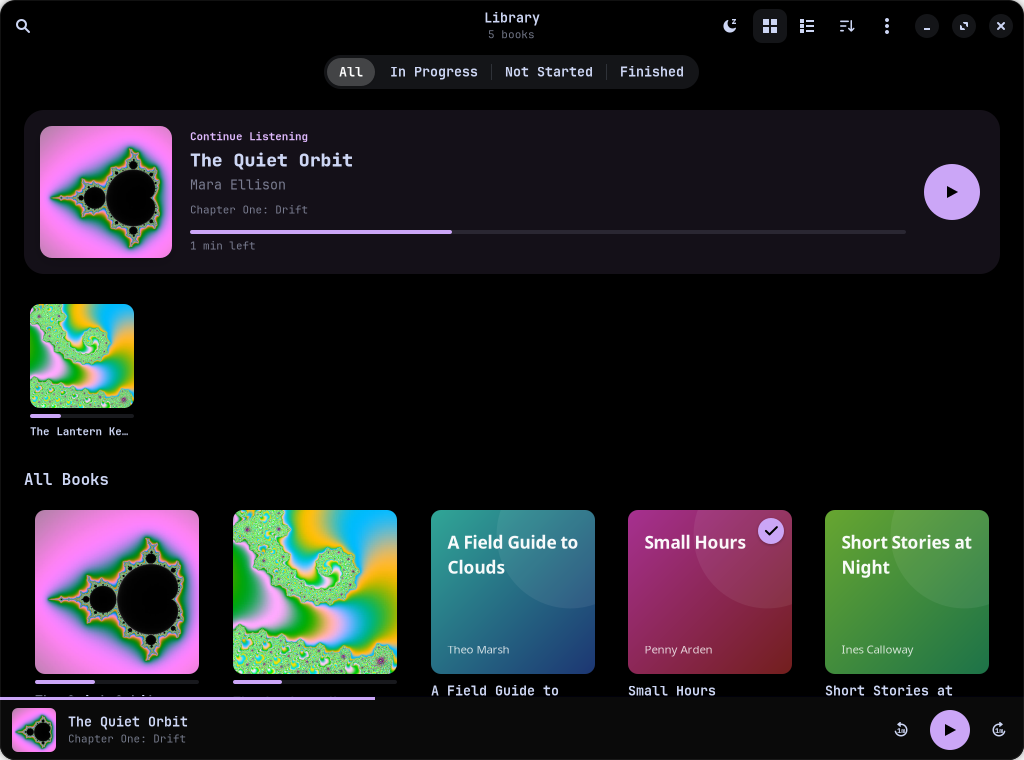 Library
5 books
All
In Progress
Not Started
Finished
Continue Listening
The Quiet Orbit
Mara Ellison
Chapter One: Drift
1 min left
The Lantern Ke…
All Books
A Field Guide to
Clouds
Theo Marsh
Small Hours
Penny Arden
Short Stories at
Night
Ines Calloway
A Field Guide to
Small Hours
Short Stories at
The Quiet Orbit
Chapter One: Drift